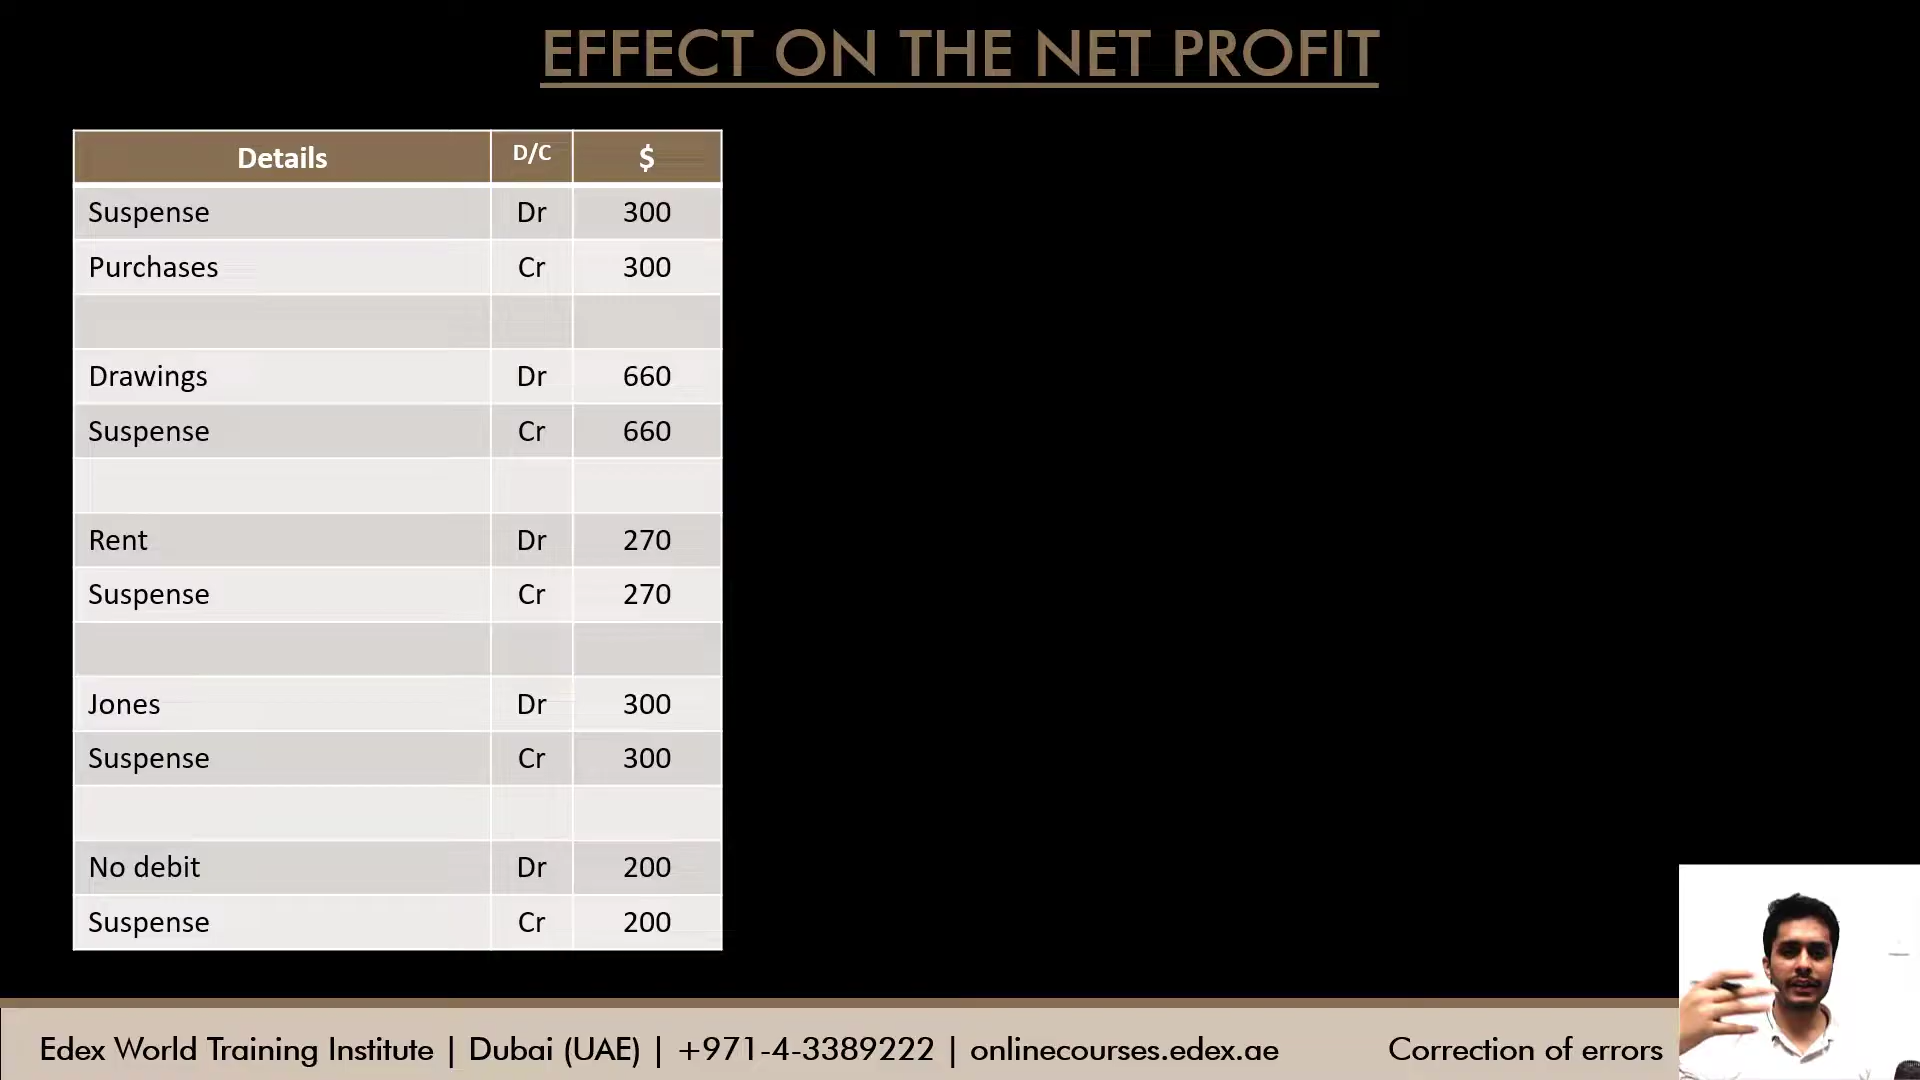 EFFECT ON THE NET PROFIT
Details D/C $
Suspense Dr 300
Purchases Cr 300
Drawings Dr 660
Suspense Cr 660
Rent Dr 270
Suspense Cr 270
Jones Dr 300
Suspense Cr 300
No debit Dr 200
Suspense Cr 200
Edex World Training Institute | Dubai (UAE) | +971-4-3389222 | onlinecourses.edex.ae Correction of errors